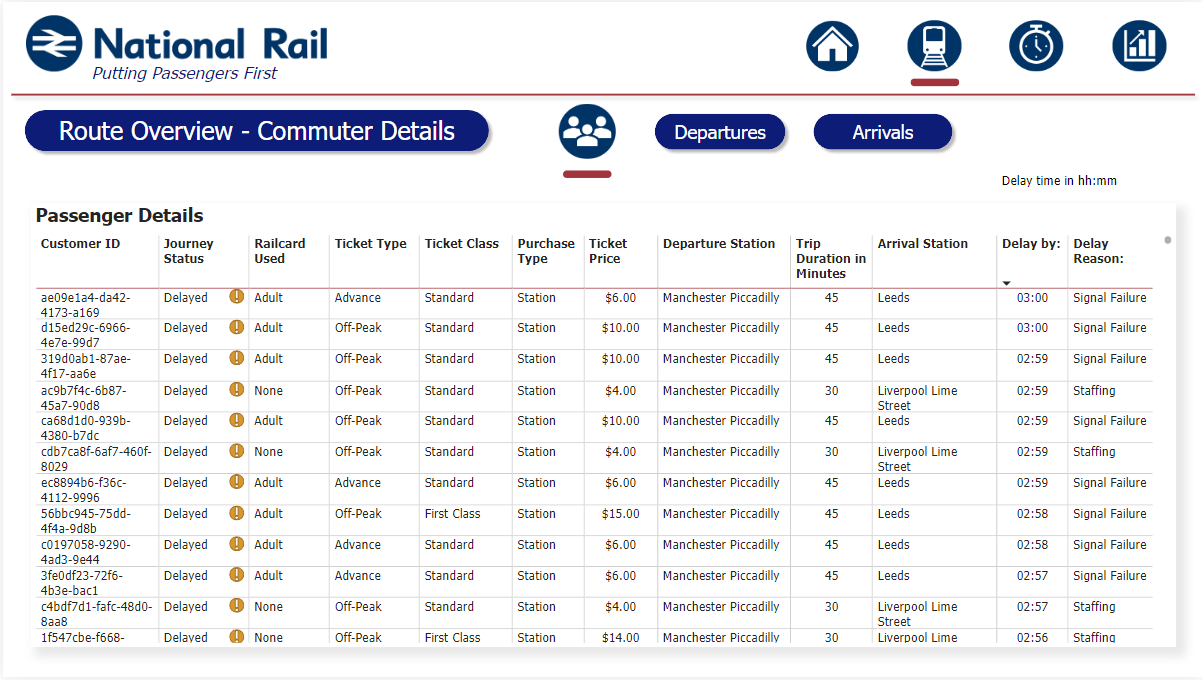 National Rail
Putting Passengers First
Route Overview - Commuter Details
Departures
Arrivals
Delay time in hh:mm
Passenger Details
Customer ID Journey Status Railcard Used Ticket Type Ticket Class Purchase Type Ticket Price Departure Station Trip Duration in Minutes Arrival Station Delay by: Delay Reason:
ae09e1a4-da42-4173-a169 Delayed Adult Advance Standard Station $6.00 Manchester Piccadilly 45 Leeds 03:00 Signal Failure
d15ed29c-6966-4e7e-99d7 Delayed Adult Off-Peak Standard Station $10.00 Manchester Piccadilly 45 Leeds 03:00 Signal Failure
319d0ab1-87ae-4f17-aa6e Delayed Adult Off-Peak Standard Station $10.00 Manchester Piccadilly 45 Leeds 02:59 Signal Failure
ac9b7f4c-6b87-45a7-90d8 Delayed None Off-Peak Standard Station $4.00 Manchester Piccadilly 30 Liverpool Lime Street 02:59 Staffing
ca68d1d0-939b-4380-b7dc Delayed Adult Off-Peak Standard Station $10.00 Manchester Piccadilly 45 Leeds 02:59 Signal Failure
cdb7ca8f-6af7-460f-8029 Delayed None Off-Peak Standard Station $4.00 Manchester Piccadilly 30 Liverpool Lime Street 02:59 Staffing
ec8894b6-f36c-4112-9996 Delayed Adult Advance Standard Station $6.00 Manchester Piccadilly 45 Leeds 02:59 Signal Failure
56bbc945-75dd-4f4a-9d8b Delayed Adult Off-Peak First Class Station $15.00 Manchester Piccadilly 45 Leeds 02:58 Signal Failure
c0197058-9290-4ad3-9e44 Delayed Adult Advance Standard Station $6.00 Manchester Piccadilly 45 Leeds 02:58 Signal Failure
3fe0df23-72f6-4b3e-bac1 Delayed Adult Advance Standard Station $6.00 Manchester Piccadilly 45 Leeds 02:57 Signal Failure
c4bdf7d1-fafc-48d0-8aa8 Delayed None Off-Peak Standard Station $4.00 Manchester Piccadilly 30 Liverpool Lime Street 02:57 Staffing
1f547cbe-f668- Delayed None Off-Peak First Class Station $14.00 Manchester Piccadilly 30 Liverpool Lime 02:56 Staffing